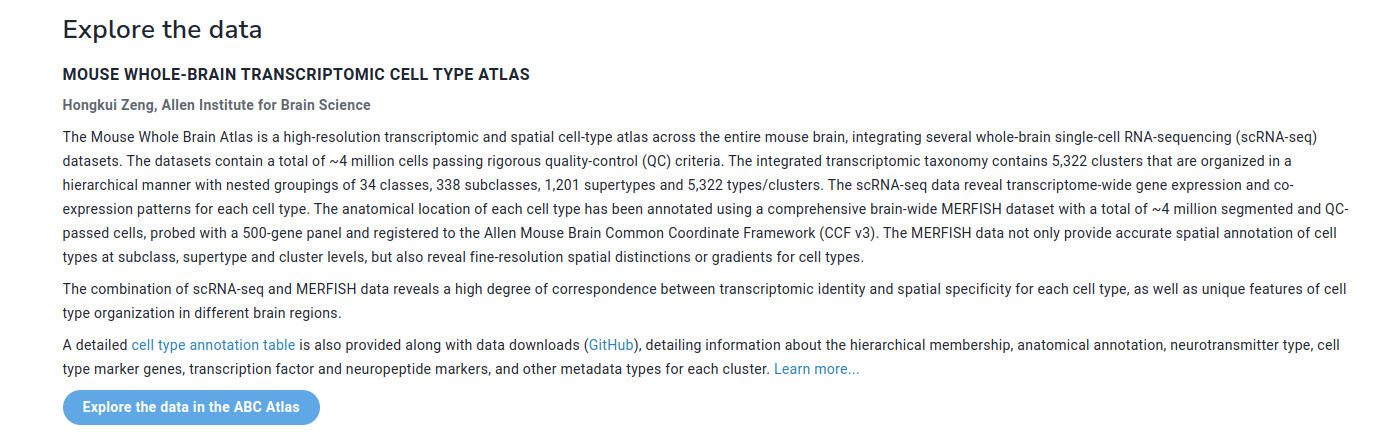 Explore the data
MOUSE WHOLE-BRAIN TRANSCRIPTOMIC CELL TYPE ATLAS
Hongkui Zeng, Allen Institute for Brain Science
The Mouse Whole Brain Atlas is a high-resolution transcriptomic and spatial cell-type atlas across the entire mouse brain, integrating several whole-brain single-cell RNA-sequencing (scRNA-seq)
datasets. The datasets contain a total of ~4 million cells passing rigorous quality-control (QC) criteria. The integrated transcriptomic taxonomy contains 5,322 clusters that are organized in a
hierarchical manner with nested groupings of 34 classes, 338 subclasses, 1,201 supertypes and 5,322 types/clusters. The scRNA-seq data reveal transcriptome-wide gene expression and co-
expression patterns for each cell type. The anatomical location of each cell type has been annotated using a comprehensive brain-wide MERFISH dataset with a total of ~4 million segmented and QC-
passed cells, probed with a 500-gene panel and registered to the Allen Mouse Brain Common Coordinate Framework (CCF v3). The MERFISH data not only provide accurate spatial annotation of cell
types at subclass, supertype and cluster levels, but also reveal fine-resolution spatial distinctions or gradients for cell types.
The combination of scRNA-seq and MERFISH data reveals a high degree of correspondence between transcriptomic identity and spatial specificity for each cell type, as well as unique features of cell
type organization in different brain regions.
A detailed cell type annotation table is also provided along with data downloads (GitHub), detailing information about the hierarchical membership, anatomical annotation, neurotransmitter type, cell
type marker genes, transcription factor and neuropeptide markers, and other metadata types for each cluster. Learn more...
Explore the data in the ABC Atlas